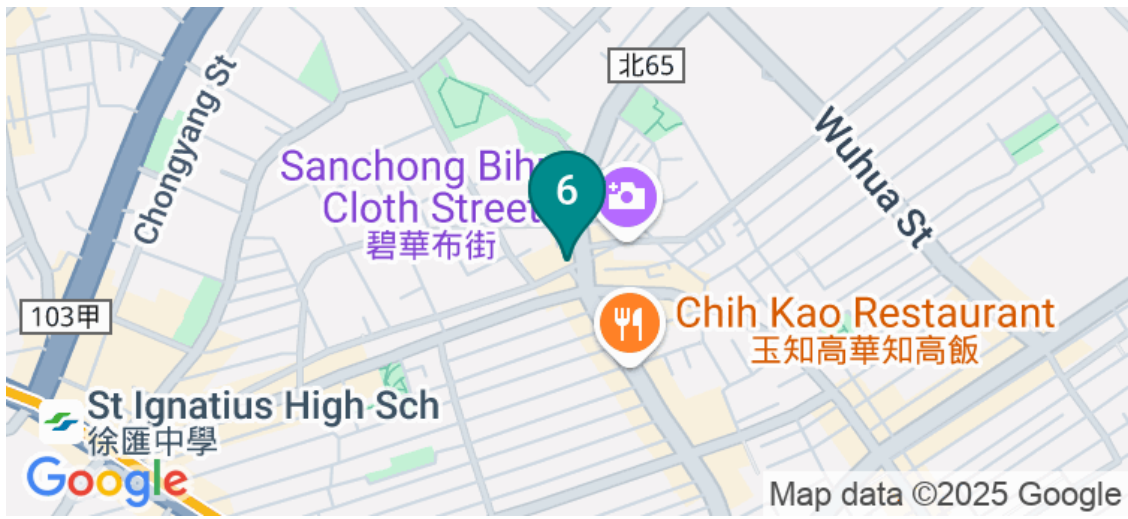 北65
Chongyang St
Wuhua St
Sanchong
Cloth Street
碧華布街
6
103甲
Chih Kao Restaurant
玉知高華知高飯
St Ignatius High Sch
徐匯中學
Google
Map data ©2025 Google